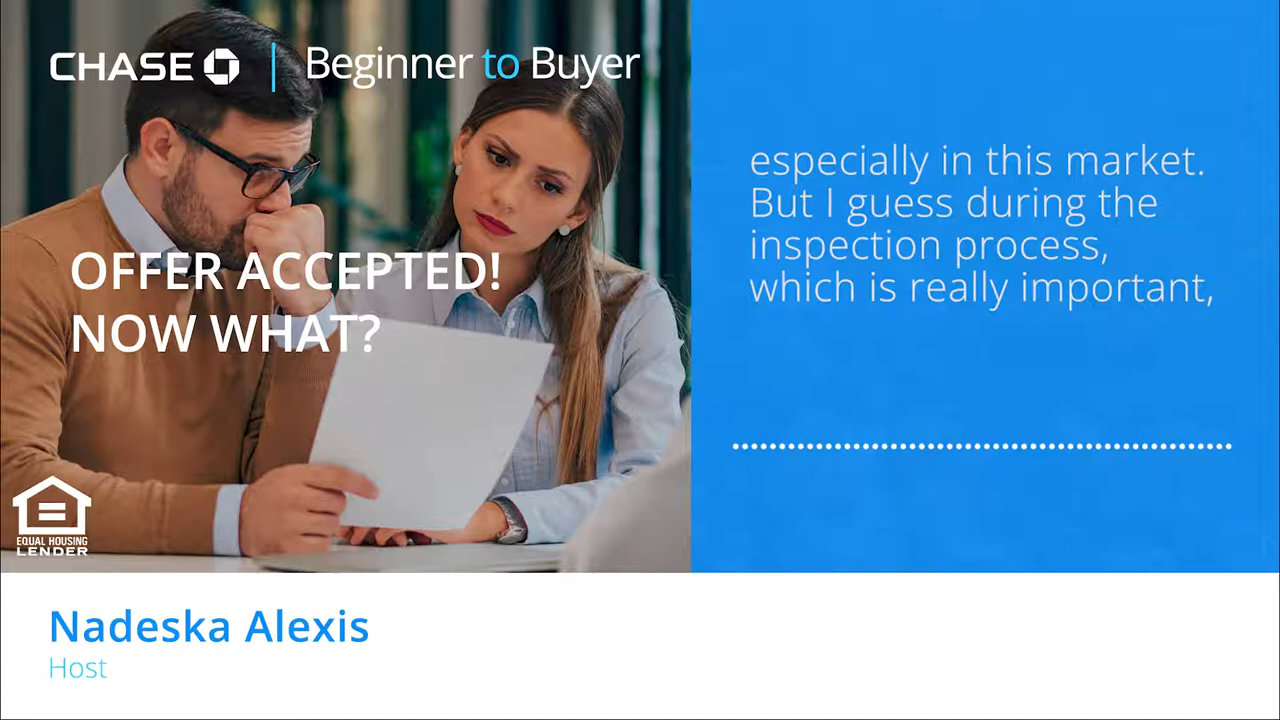 CHASE | Beginner to Buyer
OFFER ACCEPTED!
NOW WHAT?
EQUAL HOUSING
LENDER
especially in this market.
But I guess during the
inspection process,
which is really important,
Nadeska Alexis
Host